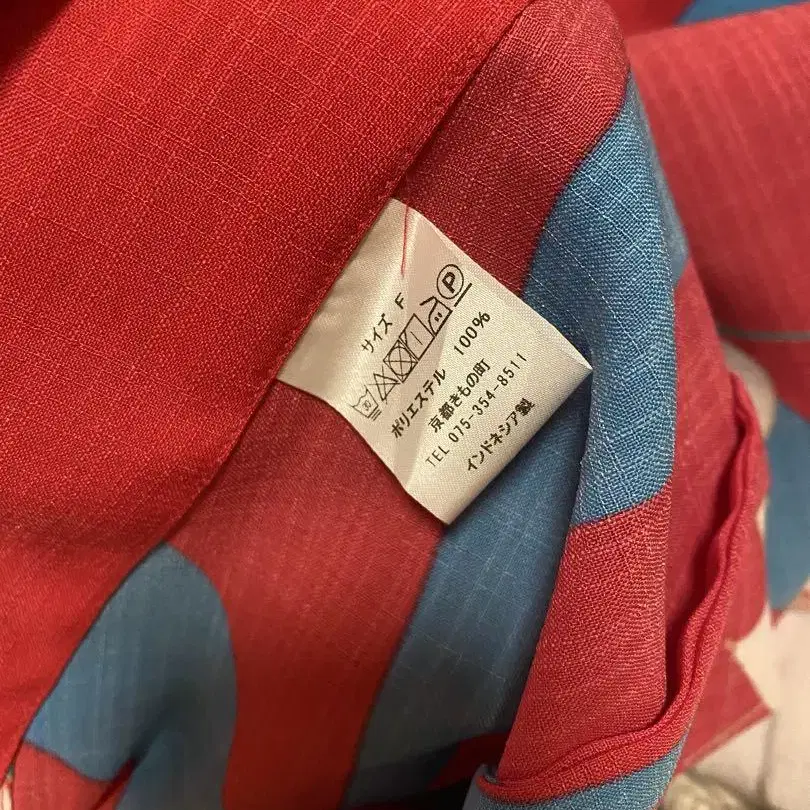 サイズ F
P
ポリエステル 100%
京都きもの町
TEL 075-354-8511
インドネシア製